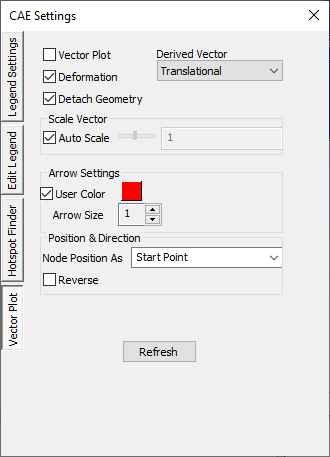 CAE Settings
Legend Settings
Edit Legend
Hotspot Finder
Vector Plot
Vector Plot
Derived Vector
Deformation
Translational
Detach Geometry
Scale Vector
Auto Scale
1
Arrow Settings
User Color
Arrow Size
1
Position & Direction
Node Position As
Start Point
Reverse
Refresh